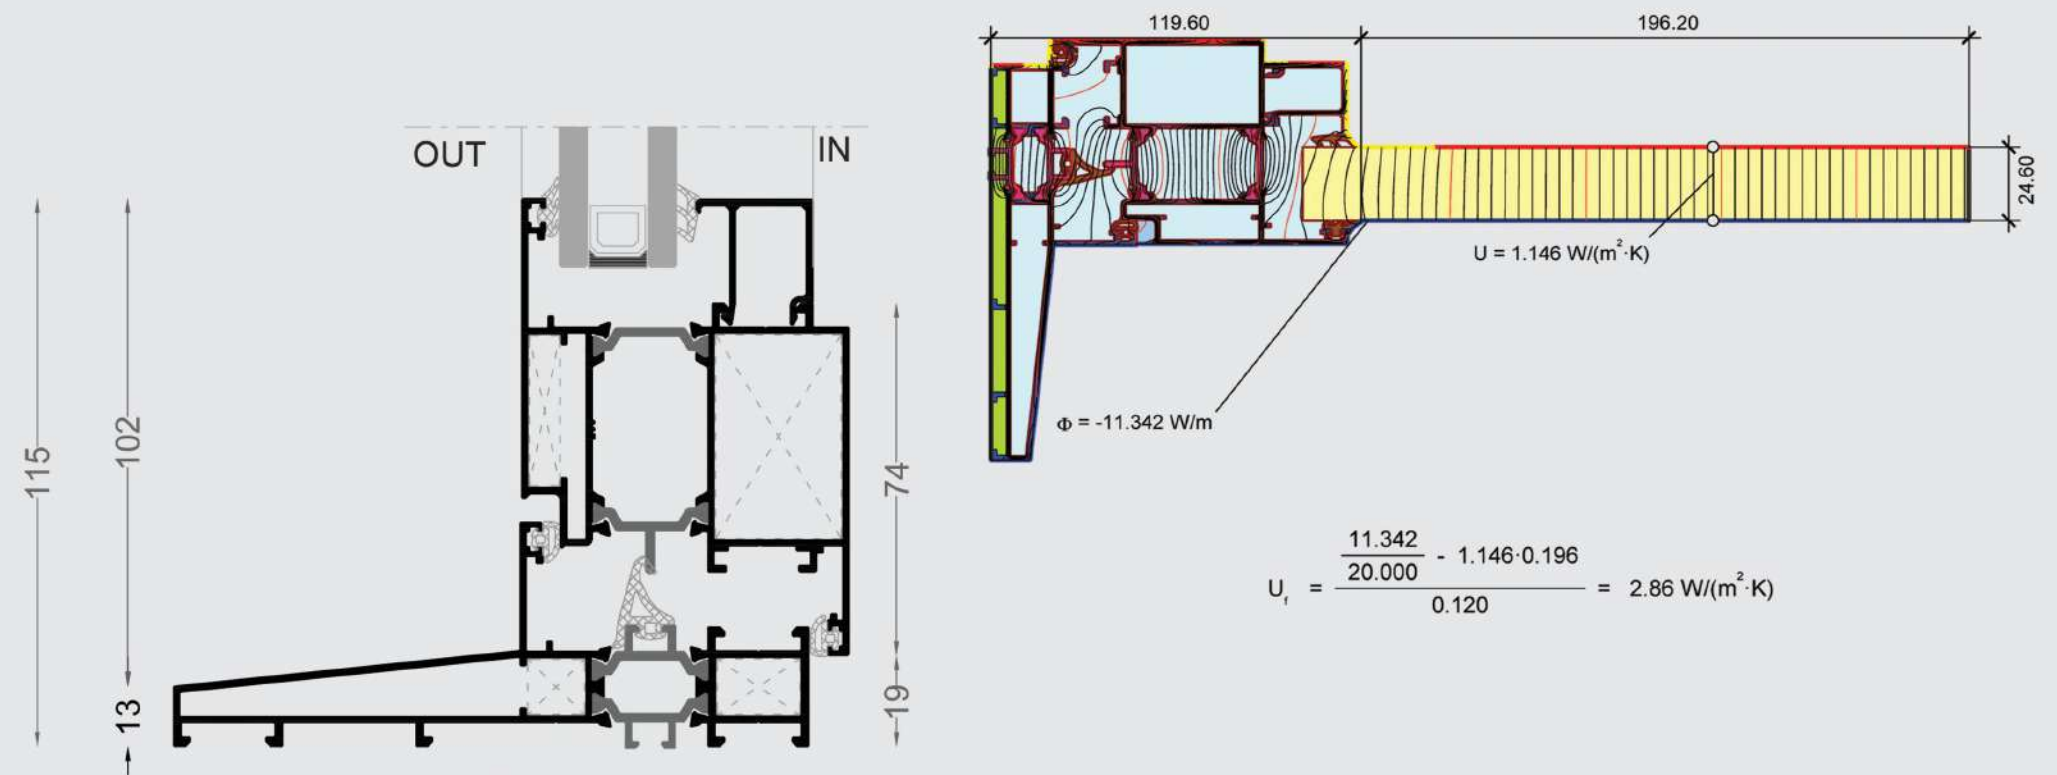 OUT
IN
115
102
13
74
19
119.60
196.20
24.60
U = 1.146 W/(m²·K)
Φ = -11.342 W/m
U_f = (11.342 / 20.000 - 1.146·0.196) / 0.120 = 2.86 W/(m²·K)